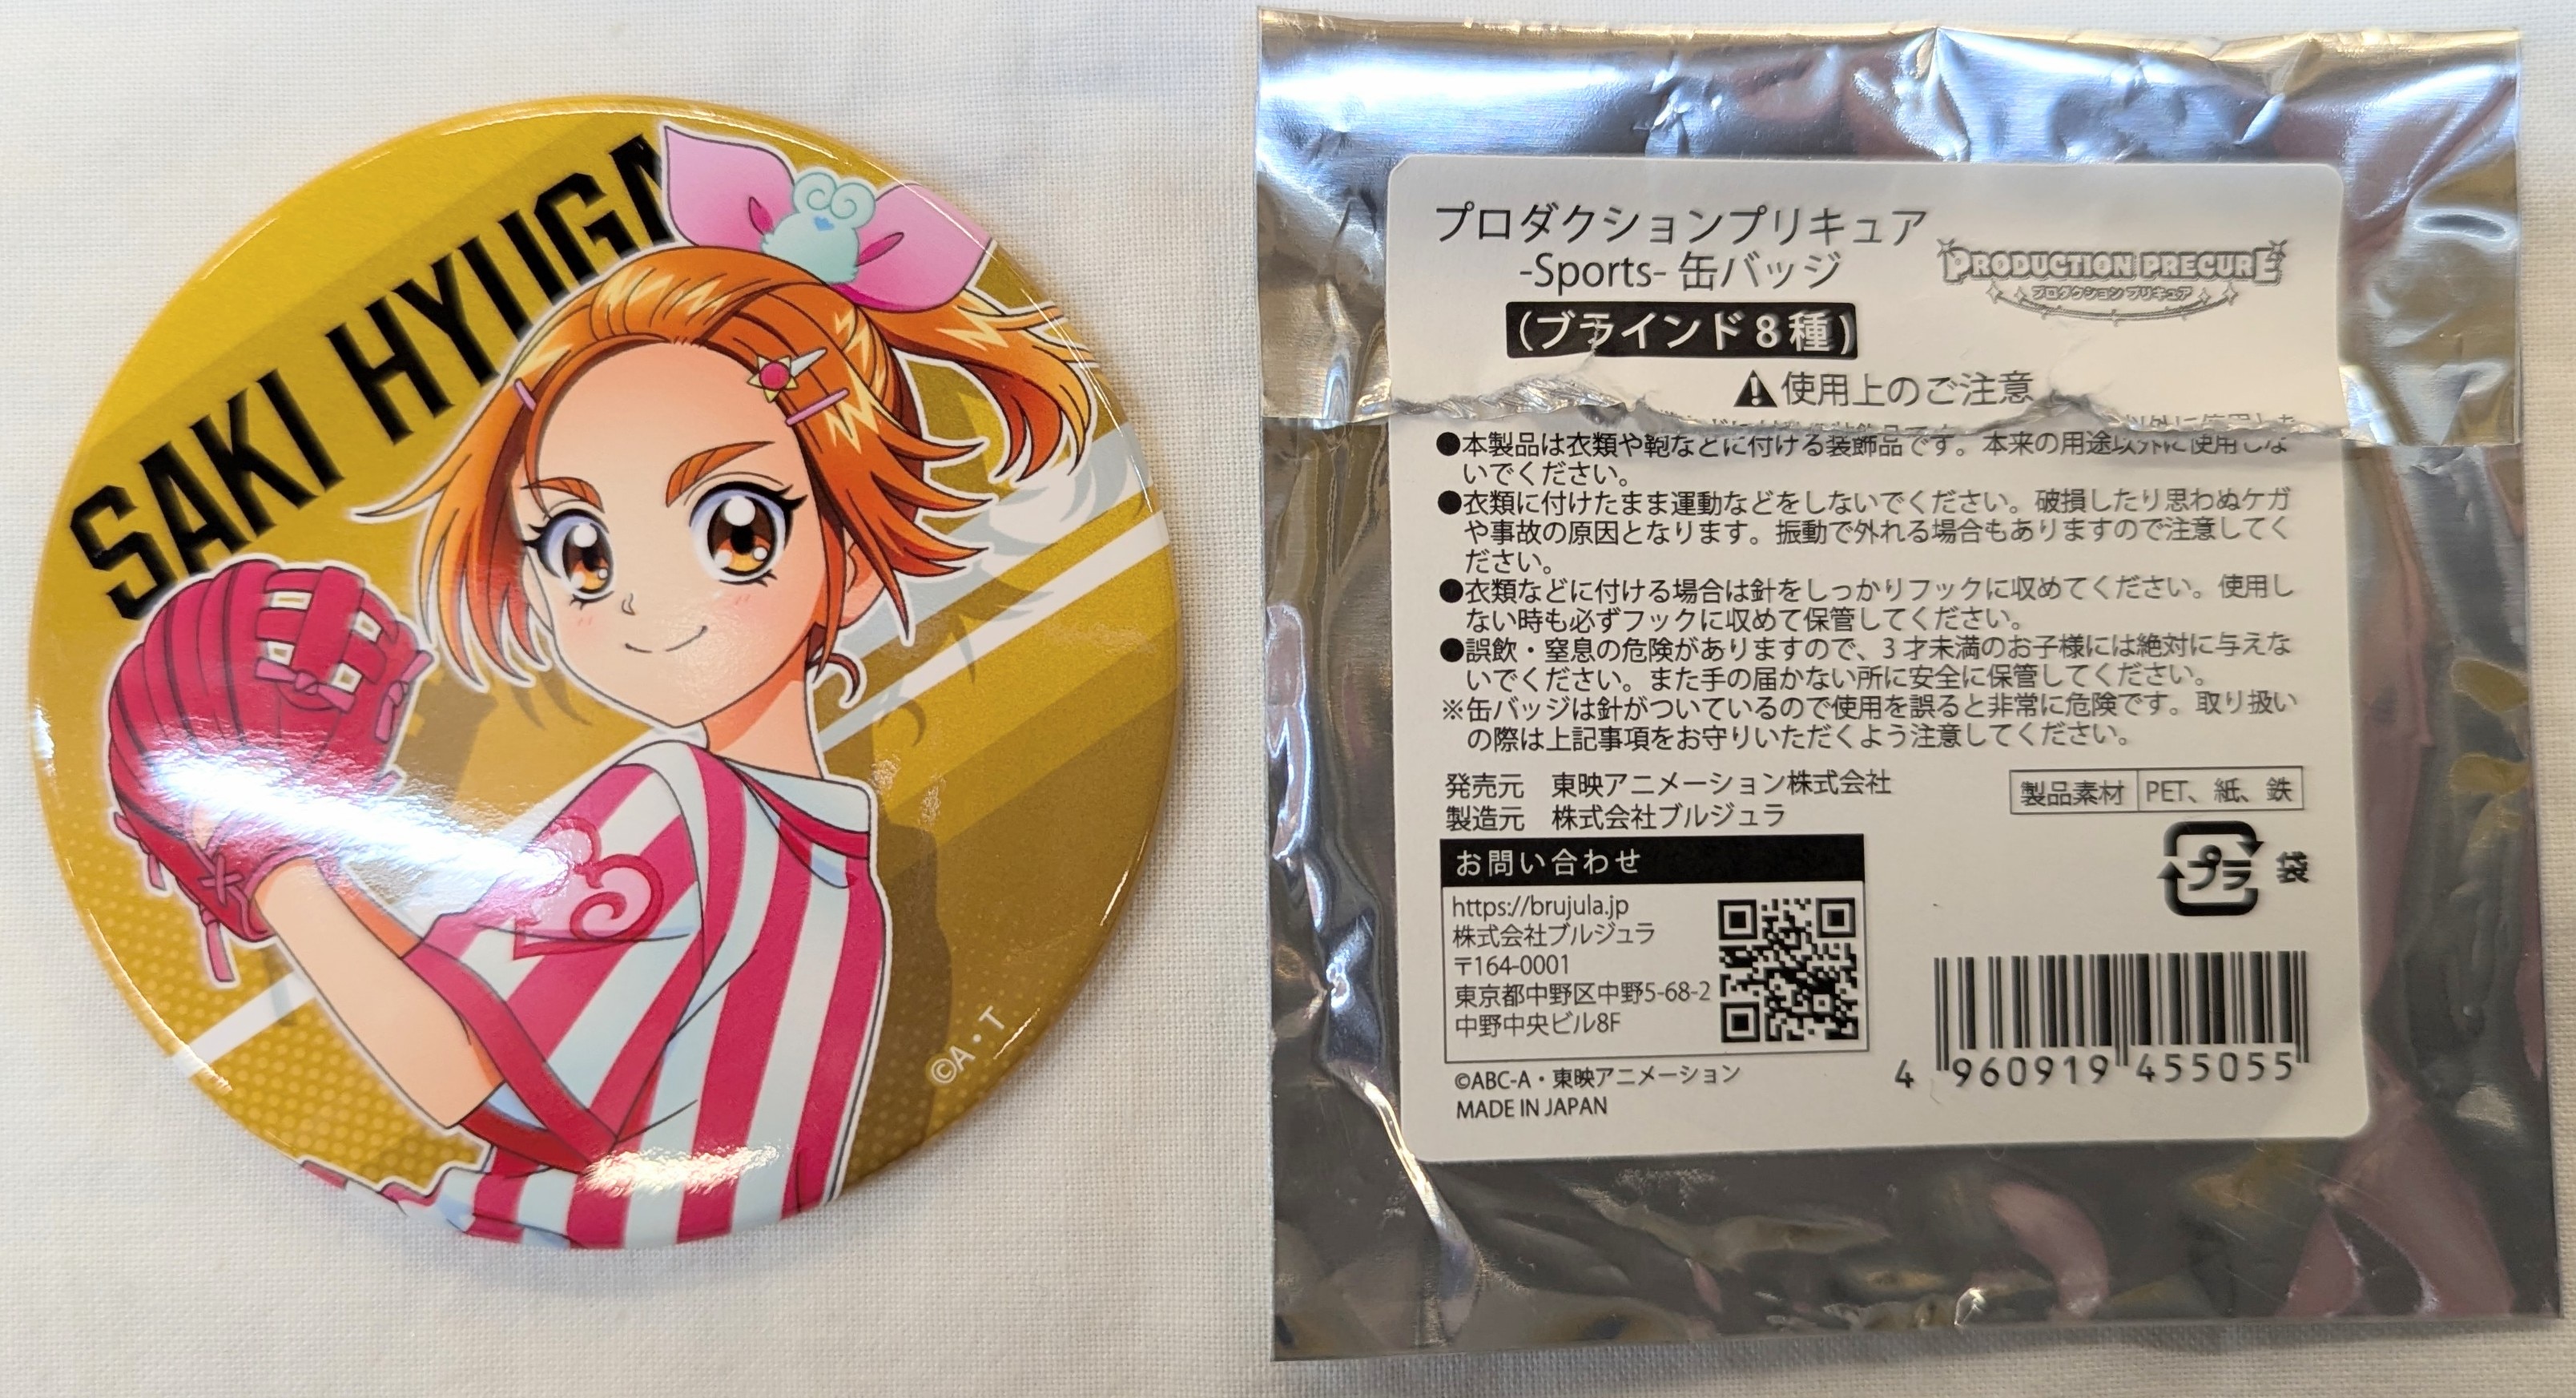 SAKI HYUGA
©A・T
プロダクションプリキュア
-Sports- 缶バッジ
(ブラインド8種)
PRODUCTION PRECURE
プロダクション プリキュア
使用上のご注意
●本製品は衣類や鞄などに付ける装飾品です。本来の用途以外に使用しな
いでください。
●衣類に付けたまま運動などをしないでください。破損したり思わぬケガ
や事故の原因となります。振動で外れる場合もありますので注意してく
ださい。
●衣類などに付ける場合は針をしっかりフックに収めてください。使用し
ない時も必ずフックに収めて保管してください。
●誤飲・窒息の危険がありますので、3才未満のお子様には絶対に与えな
いでください。また手の届かない所に安全に保管してください。
※缶バッジは針がついているので使用を誤ると非常に危険です。取り扱い
の際は上記事項をお守りいただくよう注意してください。
発売元 東映アニメーション株式会社
製造元 株式会社ブルジュラ
製品素材 PET、紙、鉄
プラ 袋
お問い合わせ
https://brujula.jp
株式会社ブルジュラ
〒164-0001
東京都中野区中野5-68-2
中野中央ビル8F
©ABC-A・東映アニメーション
MADE IN JAPAN
4 960919 455055